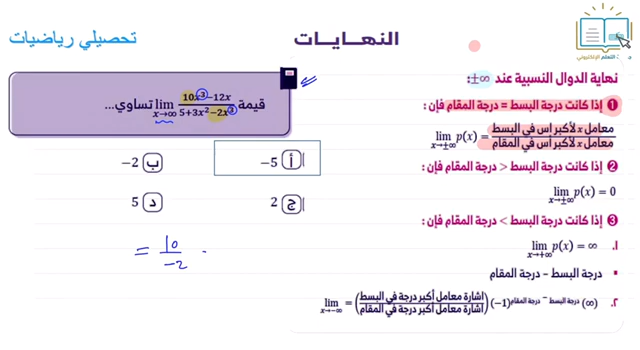 تحصيلي رياضيات
النهايات
التعلم الإلكتروني
نهاية الدوال النسبية عند ±∞:
1 إذا كانت درجة البسط = درجة المقام فإن :
lim x→±∞ p(x) = معامل x لأكبر اس في البسط / معامل x لأكبر اس في المقام
2 إذا كانت درجة البسط > درجة المقام فإن :
lim x→±∞ p(x) = 0
3 إذا كانت درجة البسط < درجة المقام فإن :
١. lim x→+∞ p(x) = ∞
درجة البسط – درجة المقام
٢. lim x→−∞ = (اشارة معامل أكبر درجة في البسط / اشارة معامل أكبر درجة في المقام) (−1)^درجة البسط – درجة المقام (∞)
قيمة lim x→∞ (10x³−12x)/(5+3x²−2x³) تساوي...
أ −5
ب −2
ج 2
د 5
= 10/−2